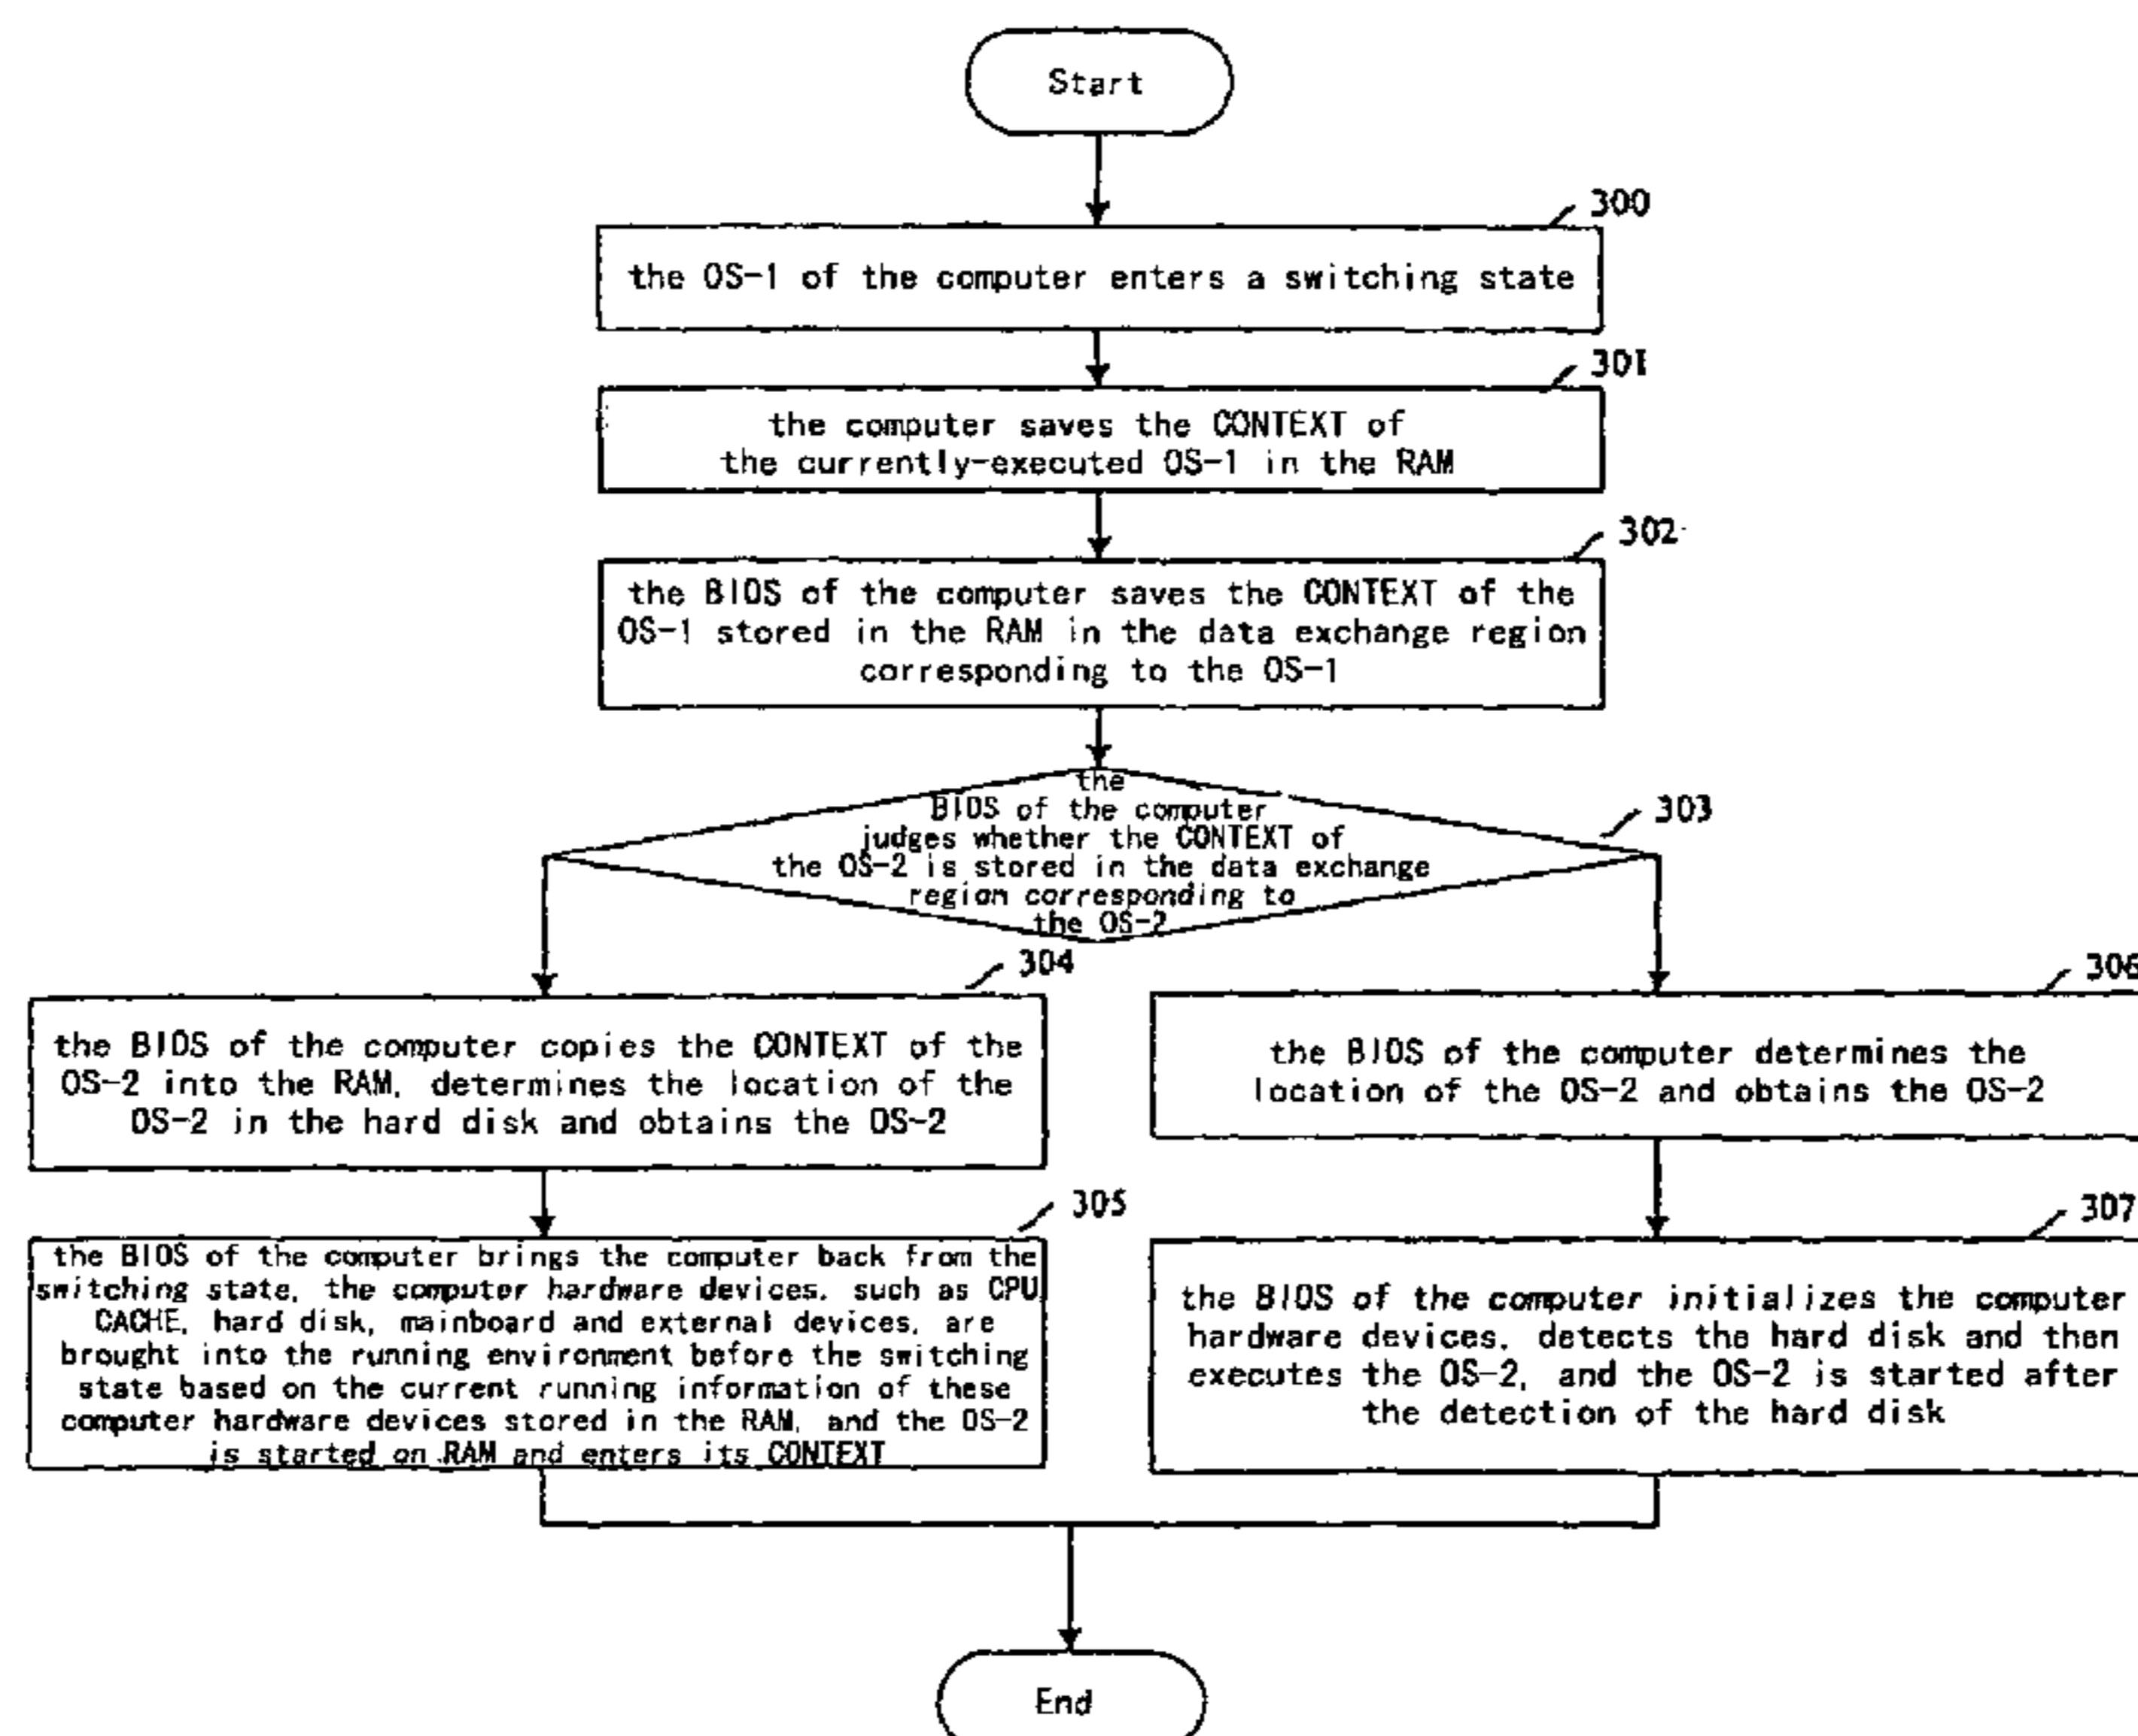 Start
300
the OS-1 of the computer enters a switching state
301
the computer saves the CONTEXT of
the currently-executed OS-1 in the RAM
302
the BIOS of the computer saves the CONTEXT of the
OS-1 stored in the RAM in the data exchange region
corresponding to the OS-1
the
BIOS of the computer
judges whether the CONTEXT of
the OS-2 is stored in the data exchange
region corresponding to
the OS-2
303
304
the BIOS of the computer copies the CONTEXT of the
OS-2 into the RAM, determines the location of the
OS-2 in the hard disk and obtains the OS-2
306
the BIOS of the computer determines the
location of the OS-2 and obtains the OS-2
305
the BIOS of the computer brings the computer back from the
switching state, the computer hardware devices, such as CPU
CACHE, hard disk, mainboard and external devices, are
brought into the running environment before the switching
state based on the current running information of these
computer hardware devices stored in the RAM, and the OS-2
is started on RAM and enters its CONTEXT
307
the BIOS of the computer initializes the computer
hardware devices, detects the hard disk and then
executes the OS-2, and the OS-2 is started after
the detection of the hard disk
End